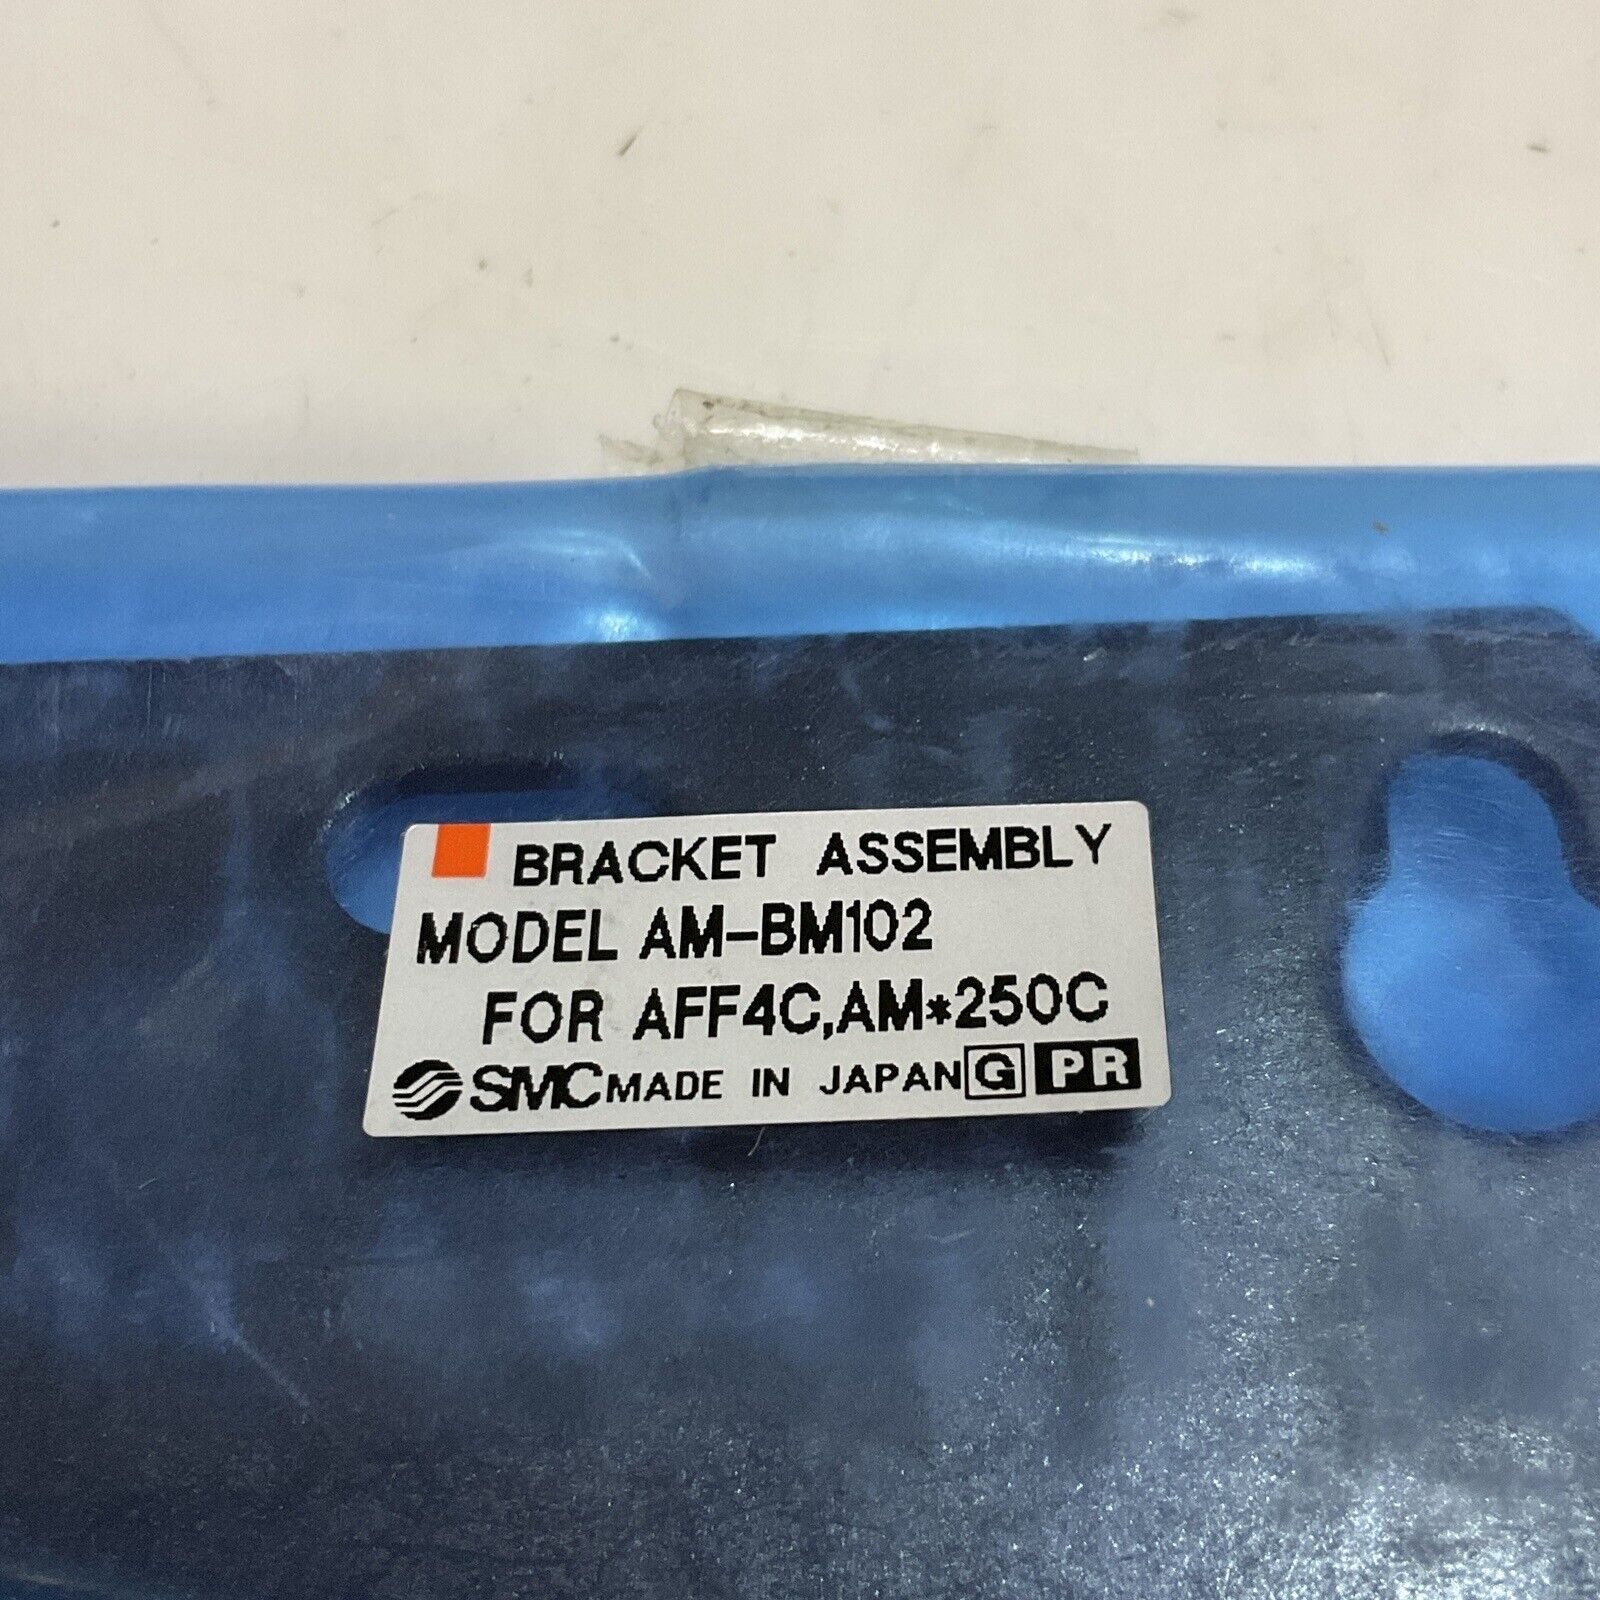 BRACKET ASSEMBLY
MODEL AM-BM102
FOR AFF4C,AM*250C
SMC MADE IN JAPAN G PR